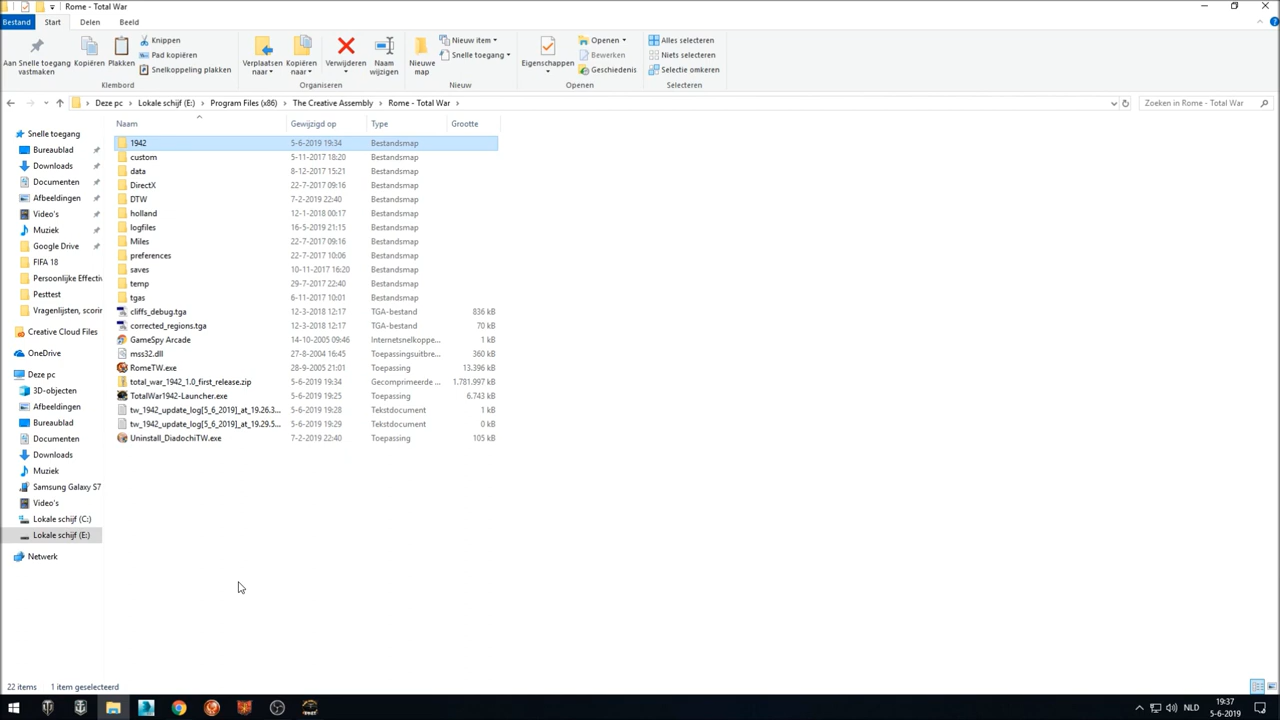 Rome - Total War
Bestand Start Delen Beeld
Aan Snelle toegang vastmaken
Kopiëren
Plakken
Knippen
Pad kopiëren
Snelkoppeling plakken
Klembord
Verplaatsen naar
Kopiëren naar
Verwijderen
Naam wijzigen
Organiseren
Nieuwe map
Nieuw item
Snelle toegang
Nieuw
Eigenschappen
Openen
Bewerken
Geschiedenis
Openen
Alles selecteren
Niets selecteren
Selectie omkeren
Selecteren
Deze pc › Lokale schijf (E:) › Program Files (x86) › The Creative Assembly › Rome - Total War ›
Zoeken in Rome - Total War
Snelle toegang
Bureaublad
Downloads
Documenten
Afbeeldingen
Video's
Muziek
Google Drive
FIFA 18
Persoonlijke Effectiv
Pesttest
Vragenlijsten, scorin
Creative Cloud Files
OneDrive
Deze pc
3D-objecten
Afbeeldingen
Bureaublad
Documenten
Downloads
Muziek
Samsung Galaxy S7
Video's
Lokale schijf (C:)
Lokale schijf (E:)
Netwerk
Naam Gewijzigd op Type Grootte
1942 5-6-2019 19:34 Bestandsmap
custom 5-11-2017 18:20 Bestandsmap
data 8-12-2017 15:21 Bestandsmap
DirectX 22-7-2017 09:16 Bestandsmap
DTW 7-2-2019 22:40 Bestandsmap
holland 12-1-2018 00:17 Bestandsmap
logfiles 16-5-2019 21:15 Bestandsmap
Miles 22-7-2017 09:16 Bestandsmap
preferences 22-7-2017 10:06 Bestandsmap
saves 10-11-2017 16:20 Bestandsmap
temp 29-7-2017 22:40 Bestandsmap
tgas 6-11-2017 10:01 Bestandsmap
cliffs_debug.tga 12-3-2018 12:17 TGA-bestand 836 kB
corrected_regions.tga 12-3-2018 12:17 TGA-bestand 70 kB
GameSpy Arcade 14-10-2005 09:46 Internetsnelkoppe... 1 kB
mss32.dll 27-8-2004 16:45 Toepassingsuitbre... 360 kB
RomeTW.exe 28-9-2005 21:01 Toepassing 13.396 kB
total_war_1942_1.0_first_release.zip 5-6-2019 19:34 Gecomprimeerde ... 1.781.997 kB
TotalWar1942-Launcher.exe 5-6-2019 19:25 Toepassing 6.743 kB
tw_1942_update_log[5_6_2019]_at_19.26.3... 5-6-2019 19:28 Tekstdocument 1 kB
tw_1942_update_log[5_6_2019]_at_19.29.5... 5-6-2019 19:29 Tekstdocument 0 kB
Uninstall_DiadochiTW.exe 7-2-2019 22:40 Toepassing 105 kB
22 items 1 item geselecteerd
NLD
19:37
5-6-2019